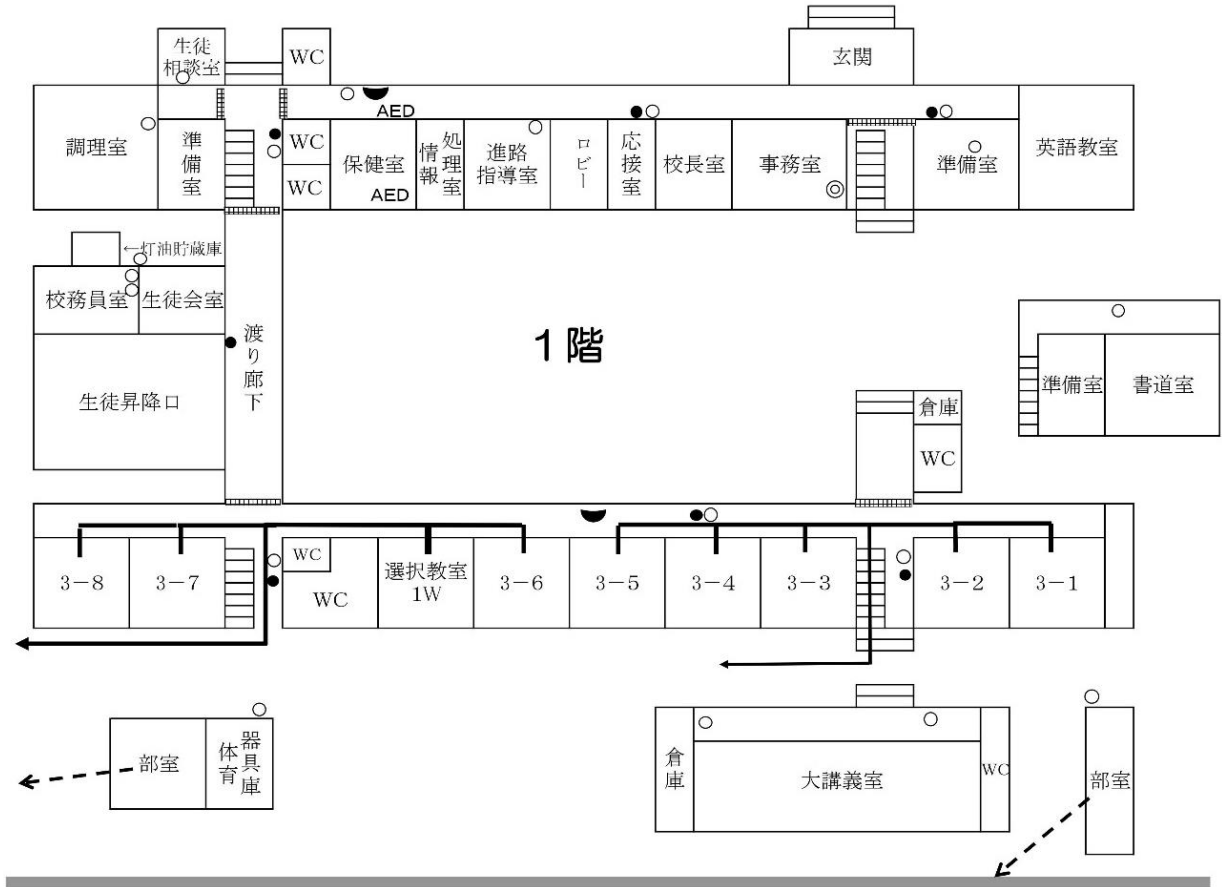 生徒
相談室
WC
玄関
AED
調理室
準備室
WC
WC
保健室
AED
情報
処理室
進路
指導室
ロビー
応接室
校長室
事務室
準備室
英語教室
←灯油貯蔵庫
校務員室
生徒会室
渡り廊下
1階
生徒昇降口
準備室
書道室
倉庫
WC
3-8
3-7
WC
WC
選択教室
1W
3-6
3-5
3-4
3-3
3-2
3-1
部室
体育
器具庫
倉庫
大講義室
WC
部室